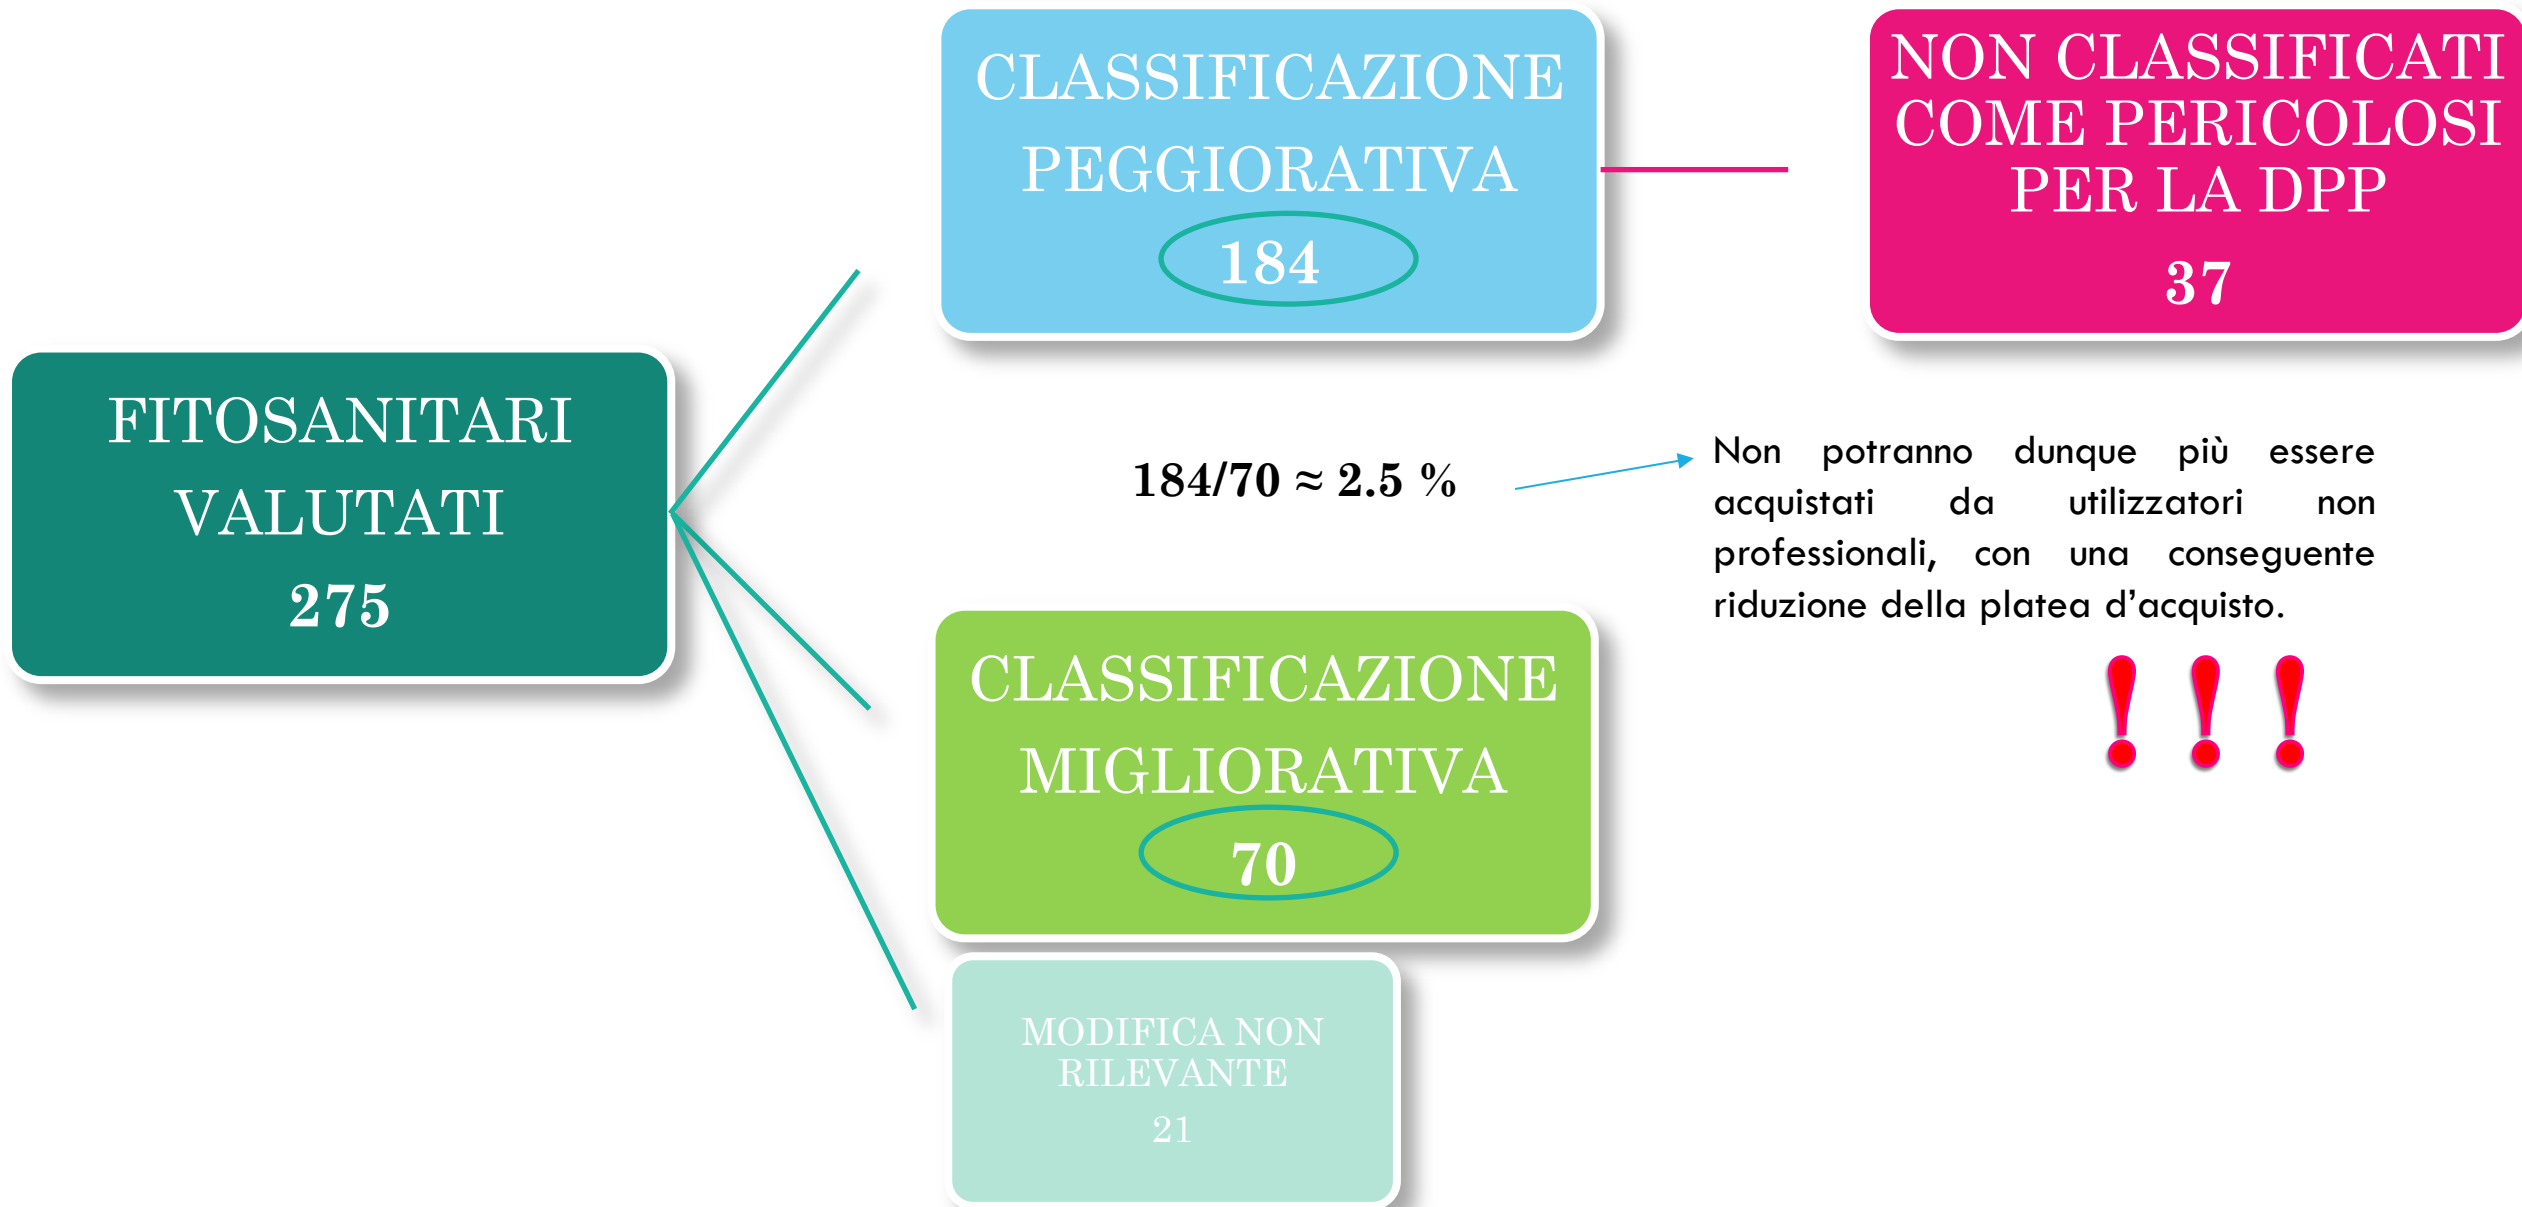 FITOSANITARI
VALUTATI
275
CLASSIFICAZIONE
PEGGIORATIVA
184
NON CLASSIFICATI
COME PERICOLOSI
PER LA DPP
37
184/70 ≈ 2.5 %
Non potranno dunque più essere
acquistati da utilizzatori non
professionali, con una conseguente
riduzione della platea d’acquisto.
!!!
CLASSIFICAZIONE
MIGLIORATIVA
70
MODIFICA NON
RILEVANTE
21